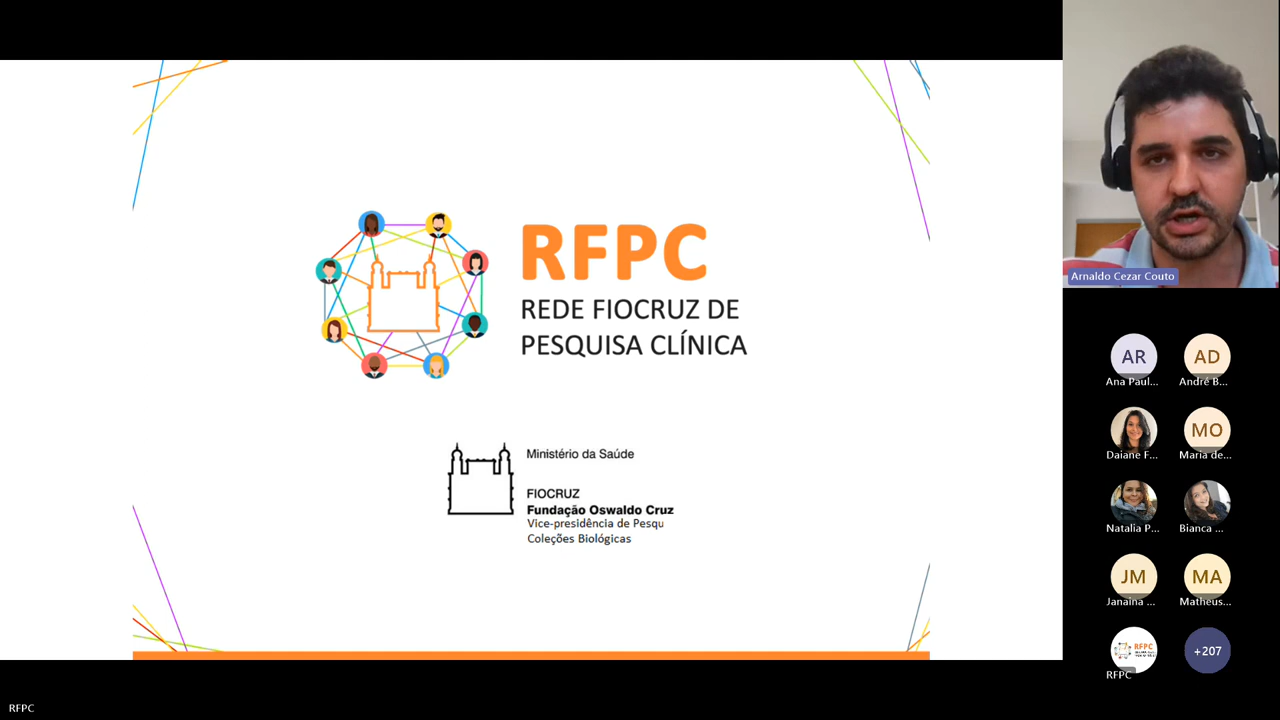 RFPC
REDE FIOCRUZ DE
PESQUISA CLÍNICA
Ministério da Saúde
FIOCRUZ
Fundação Oswaldo Cruz
Vice-presidência de Pesqu
Coleções Biológicas
Arnaldo Cezar Couto
AR
AD
Ana Paul...
André B...
MO
Daiane F...
Maria de...
Natalia P...
Bianca ...
JM
MA
Janaina ...
Matheus...
RFPC
+207
RFPC
RFPC